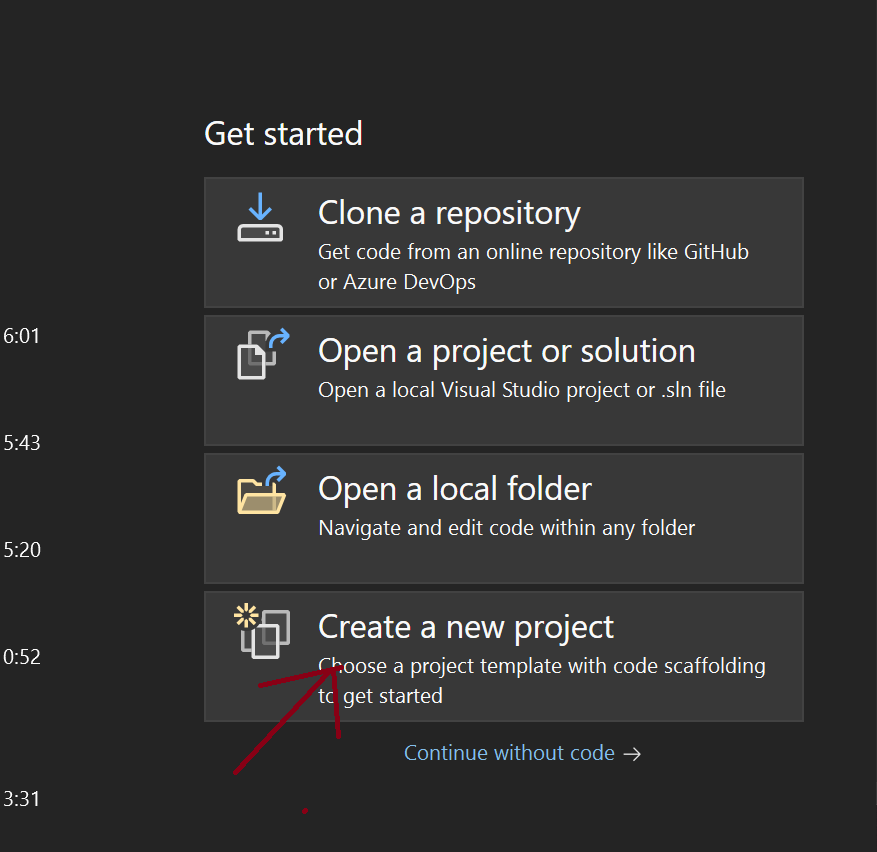 Get started
Clone a repository
Get code from an online repository like GitHub
or Azure DevOps
6:01
Open a project or solution
Open a local Visual Studio project or .sln file
5:43
Open a local folder
Navigate and edit code within any folder
5:20
Create a new project
0:52
Choose a project template with code scaffolding
to get started
Continue without code →
3:31